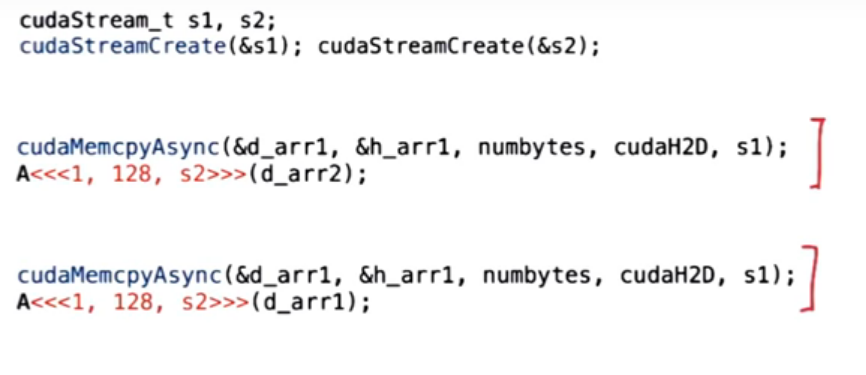 cudaStream_t s1, s2;
cudaStreamCreate(&s1); cudaStreamCreate(&s2);
cudaMemcpyAsync(&d_arr1, &h_arr1, numbytes, cudaH2D, s1);
A<<<1, 128, s2>>>(d_arr2);
cudaMemcpyAsync(&d_arr1, &h_arr1, numbytes, cudaH2D, s1);
A<<<1, 128, s2>>>(d_arr1);